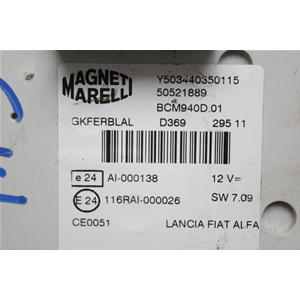 MAGNETI Y503440350115
MARELLI 50521889
BCM940D.01
GKFERBLAL D369 295 11
e 24 AI-000138 12 V=
E 24 116RAI-000026 SW 7.09
CE0051 LANCIA FIAT ALFA